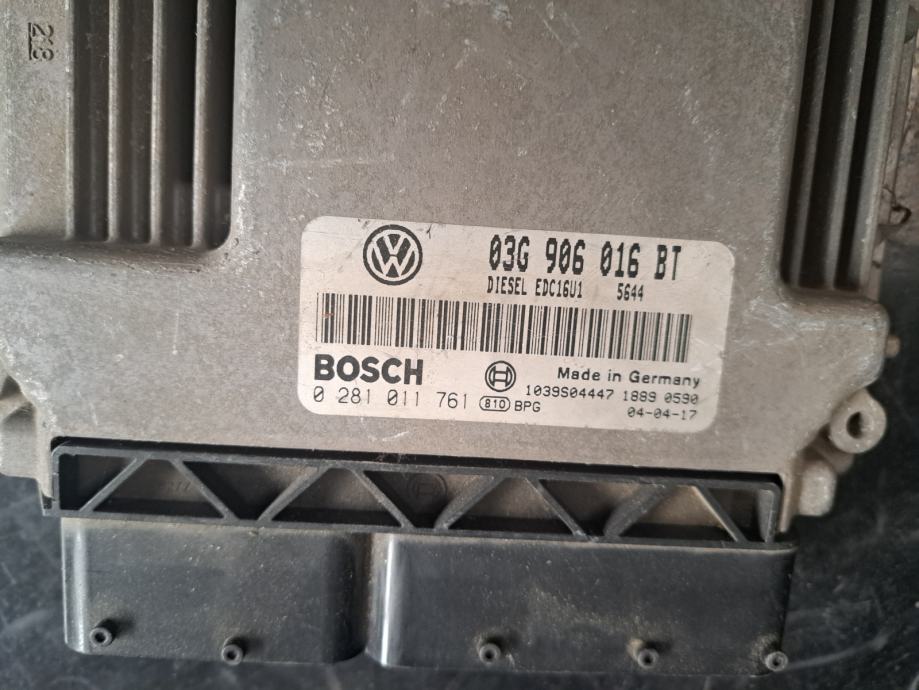 203
03G 906 016 BT
DIESEL EDC16U1 5644
BOSCH
Made in Germany
0 281 011 761 810 BPG
1039S04447 1889 0590
04-04-17